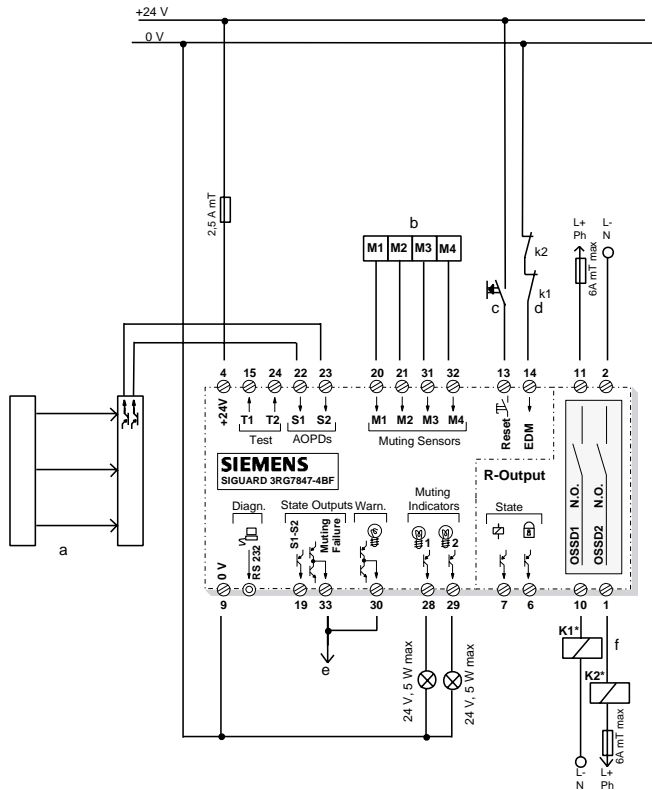 +24 V
0 V
2,5 A mT
b
M1 M2 M3 M4
k2
k1
c d
L+
Ph
L-
N
6A mT max
4 15 24 22 23 20 21 31 32 13 14 11 2
+24V
T1 T2 S1 S2 M1 M2 M3 M4
Test AOPDs Muting Sensors
Reset
EDM
SIEMENS
SIGUARD 3RG7847-4BF
R-Output
OSSD1 N.O.
OSSD2 N.O.
Diagn. State Outputs Warn. Muting
Indicators
State
0 V
RS 232
S1-S2
Muting
Failure
1 2
9 19 33 30 28 29 7 6 10 1
a
e
24 V, 5 W max
24 V, 5 W max
K1*
f
K2*
6A mT max
L-
N
L+
Ph